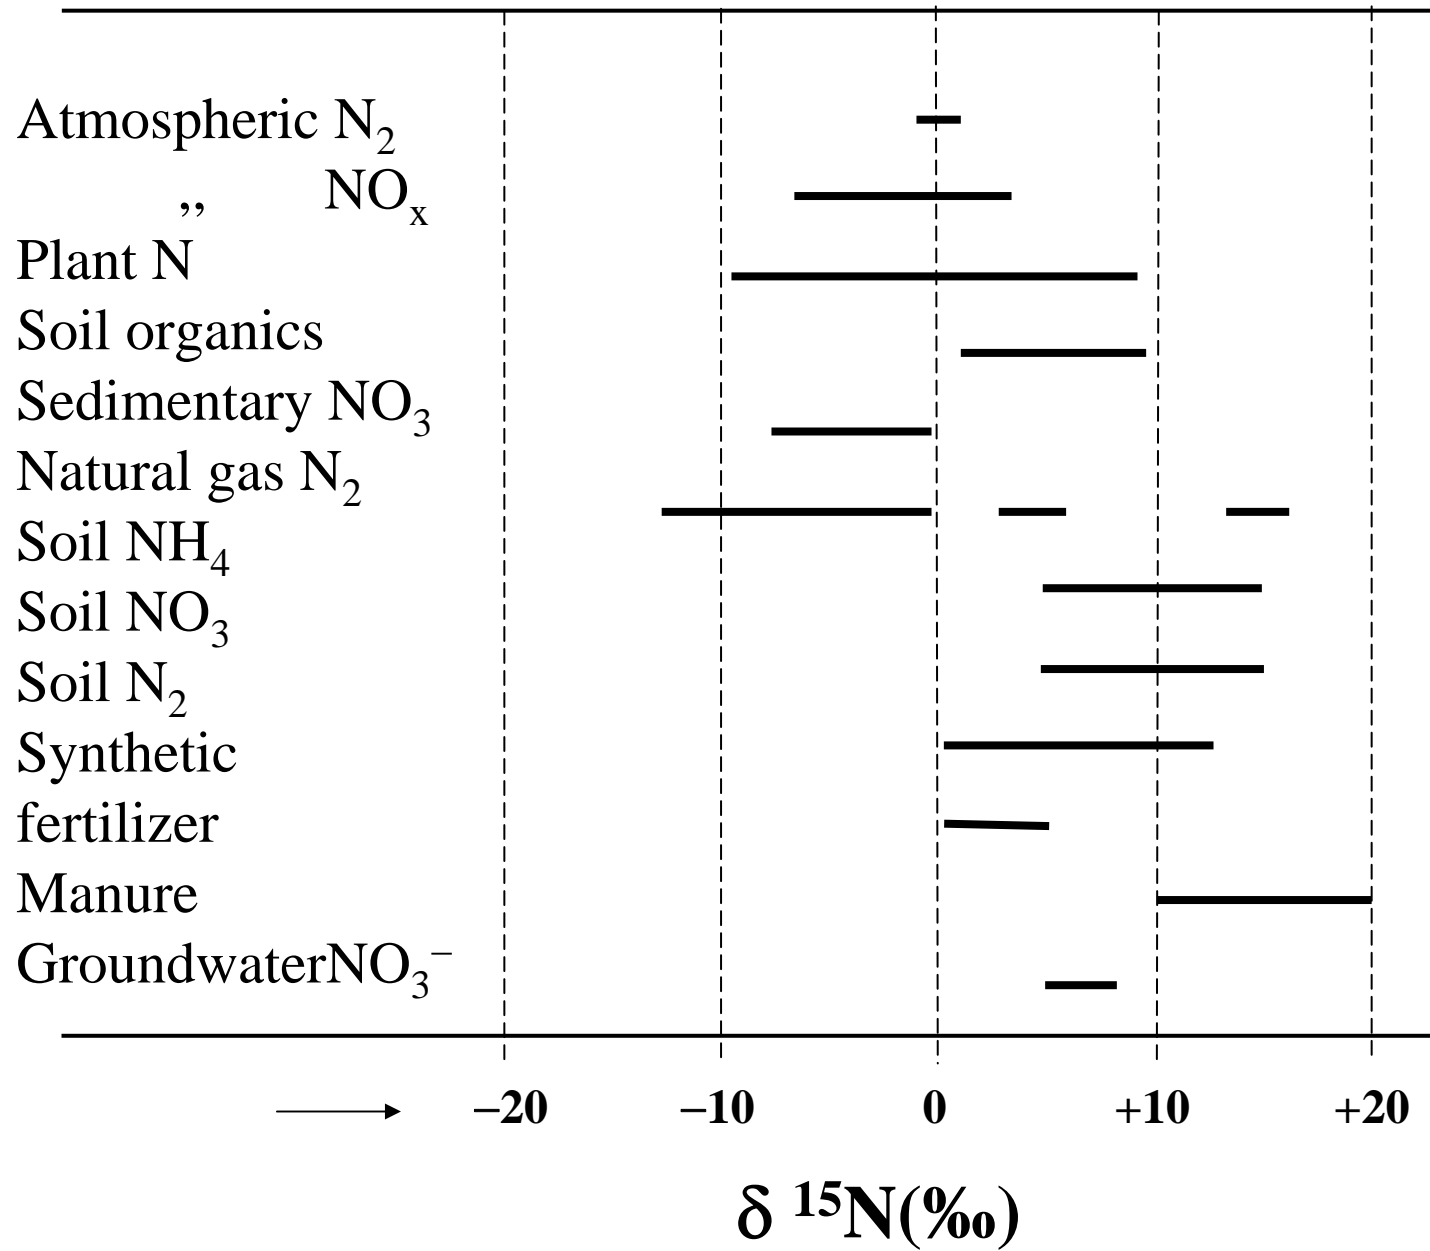 Atmospheric N₂
,, NOₓ
Plant N
Soil organics
Sedimentary NO₃
Natural gas N₂
Soil NH₄
Soil NO₃
Soil N₂
Synthetic
fertilizer
Manure
GroundwaterNO₃⁻
−20 −10 0 +10 +20
δ ¹⁵N(‰)